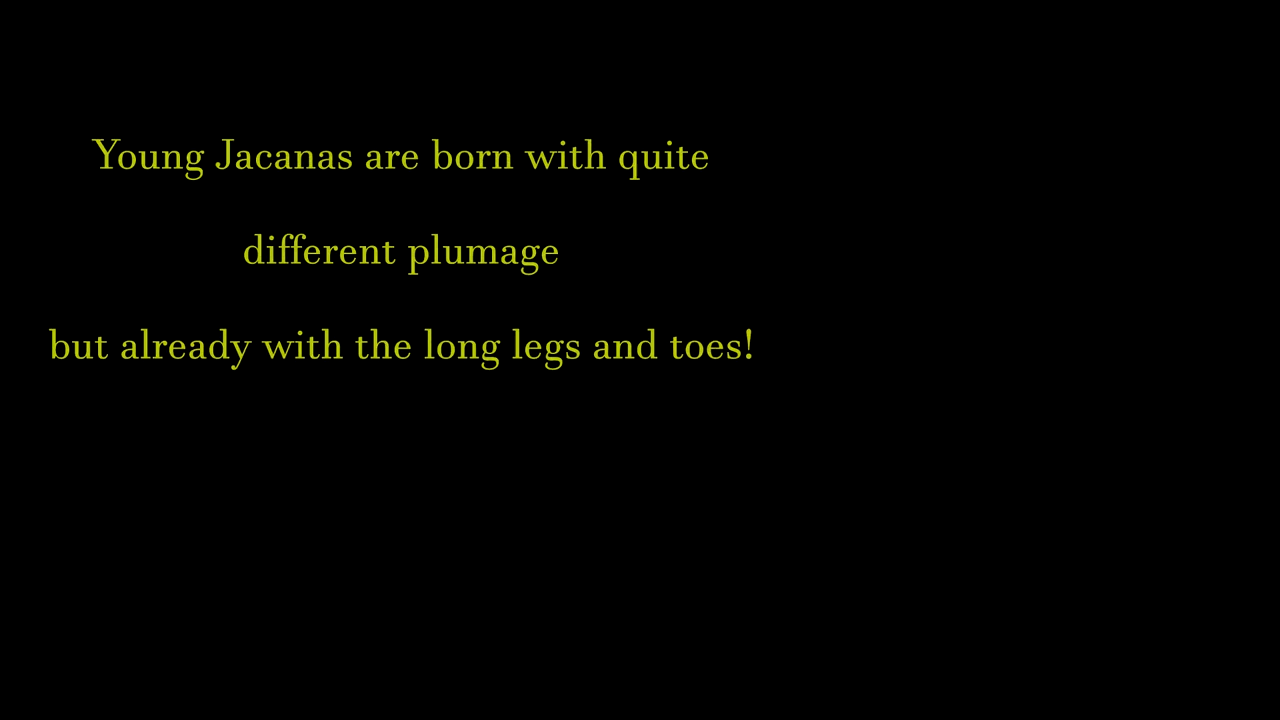 Young Jacanas are born with quite
different plumage
but already with the long legs and toes!